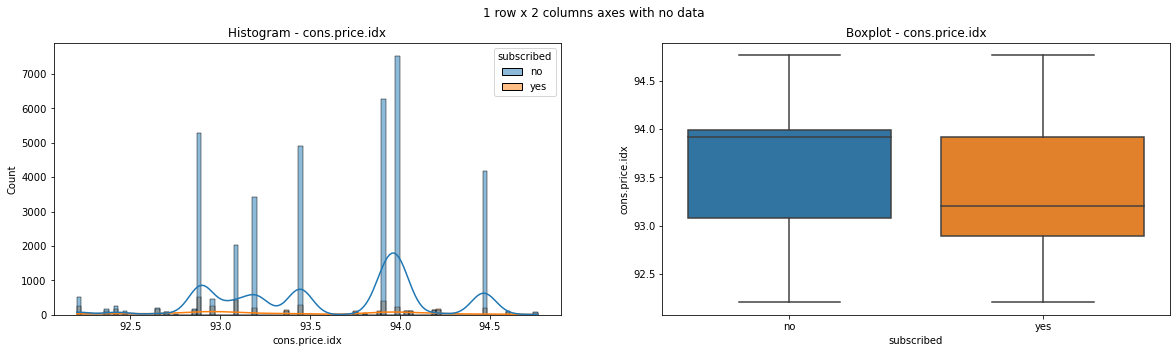 1 row x 2 columns axes with no data
Histogram - cons.price.idx
subscribed
no
yes
7000
6000
5000
4000
3000
2000
1000
0
Count
92.5 93.0 93.5 94.0 94.5
cons.price.idx
Boxplot - cons.price.idx
94.5
94.0
93.5
93.0
92.5
cons.price.idx
no yes
subscribed